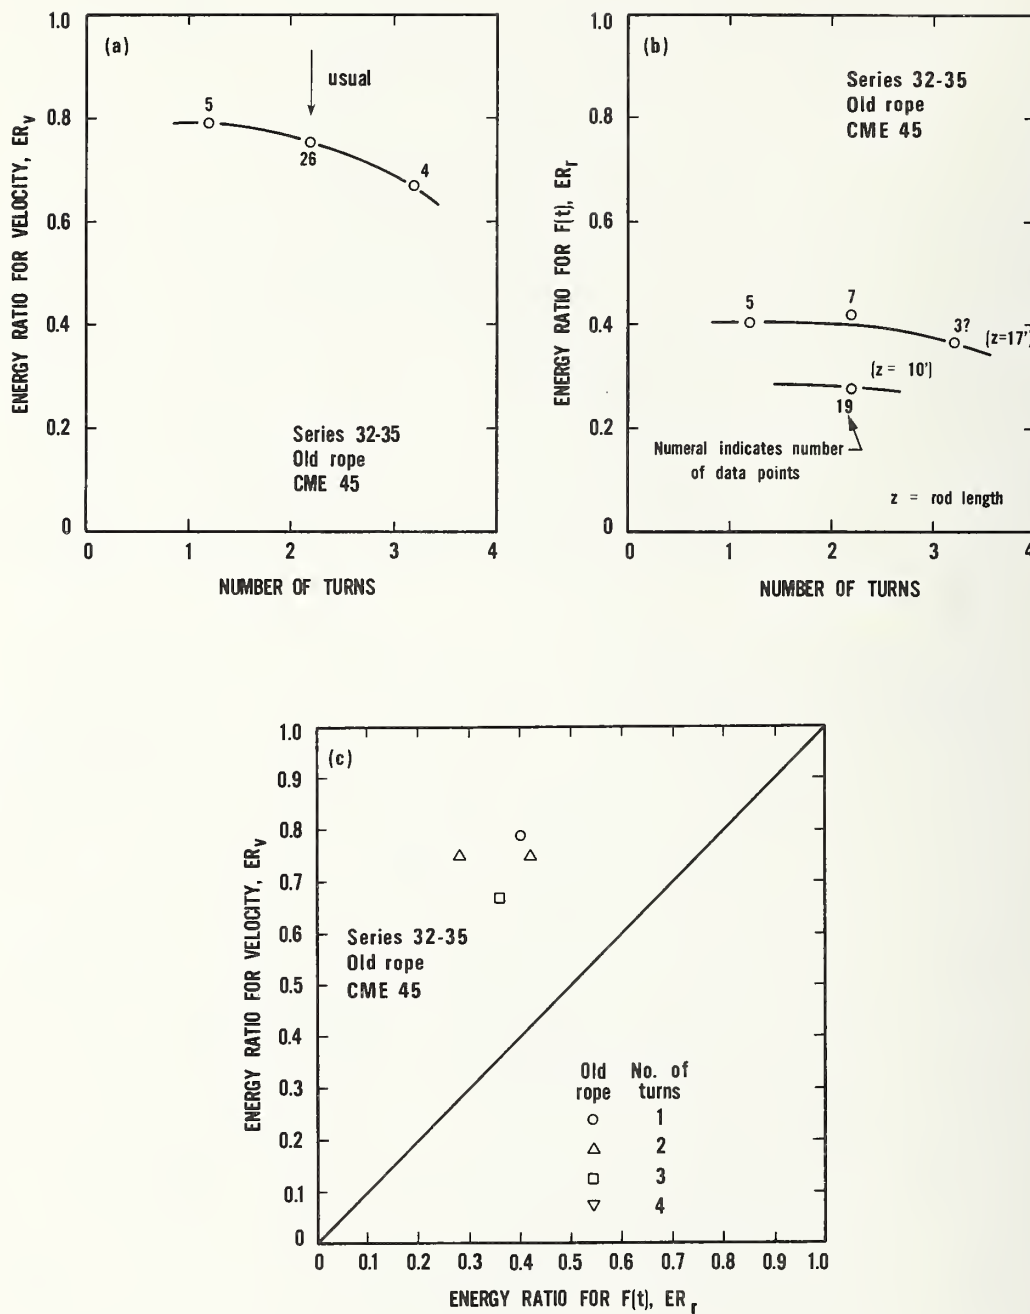 (a)
usual
5
26
4
Series 32-35
Old rope
CME 45
ENERGY RATIO FOR VELOCITY, ERv
1.0
0.8
0.6
0.4
0.2
0
0 1 2 3 4
NUMBER OF TURNS
(b)
Series 32-35
Old rope
CME 45
ENERGY RATIO FOR F(t), ERr
1.0
0.8
0.6
0.4
0.2
0
5
7
3?
(z=17')
(z = 10')
19
Numeral indicates number
of data points
z = rod length
0 1 2 3 4
NUMBER OF TURNS
(c)
ENERGY RATIO FOR VELOCITY, ERv
1.0
0.9
0.8
0.7
0.6
0.5
0.4
0.3
0.2
0.1
0
Series 32-35
Old rope
CME 45
Old No. of
rope turns
1
2
3
4
0 0.1 0.2 0.3 0.4 0.5 0.6 0.7 0.8 0.9 1.0
ENERGY RATIO FOR F(t), ERr